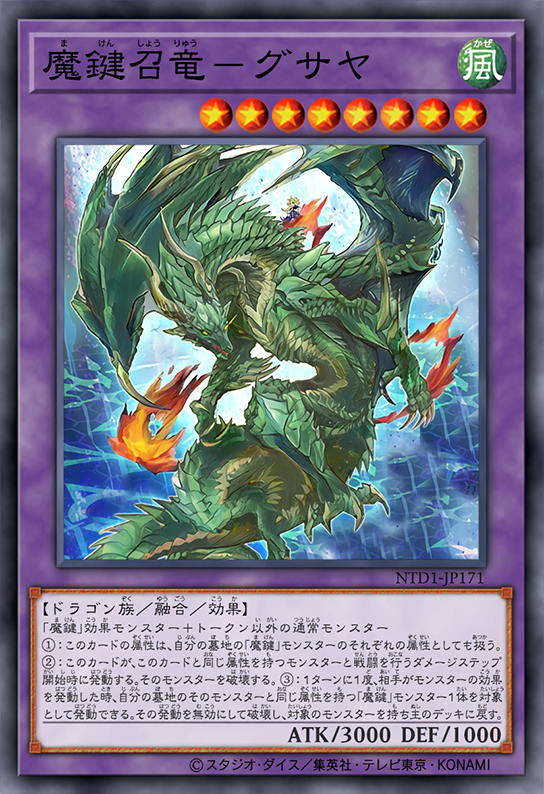 魔鍵召竜－グサヤ
風
NTD1-JP171
【ドラゴン族／融合／効果】
「魔鍵」効果モンスター＋トークン以外の通常モンスター
①：このカードの属性は、自分の墓地の「魔鍵」モンスターのそれぞれの属性としても扱う。
②：このカードが、このカードと同じ属性を持つモンスターと戦闘を行うダメージステップ
開始時に発動する。そのモンスターを破壊する。③：1ターンに1度、相手がモンスターの効果
を発動した時、自分の墓地のそのモンスターと同じ属性を持つ「魔鍵」モンスター1体を対象
として発動できる。その発動を無効にして破壊し、対象のモンスターを持ち主のデッキに戻す。
ATK/3000 DEF/1000
©スタジオ・ダイス／集英社・テレビ東京・KONAMI